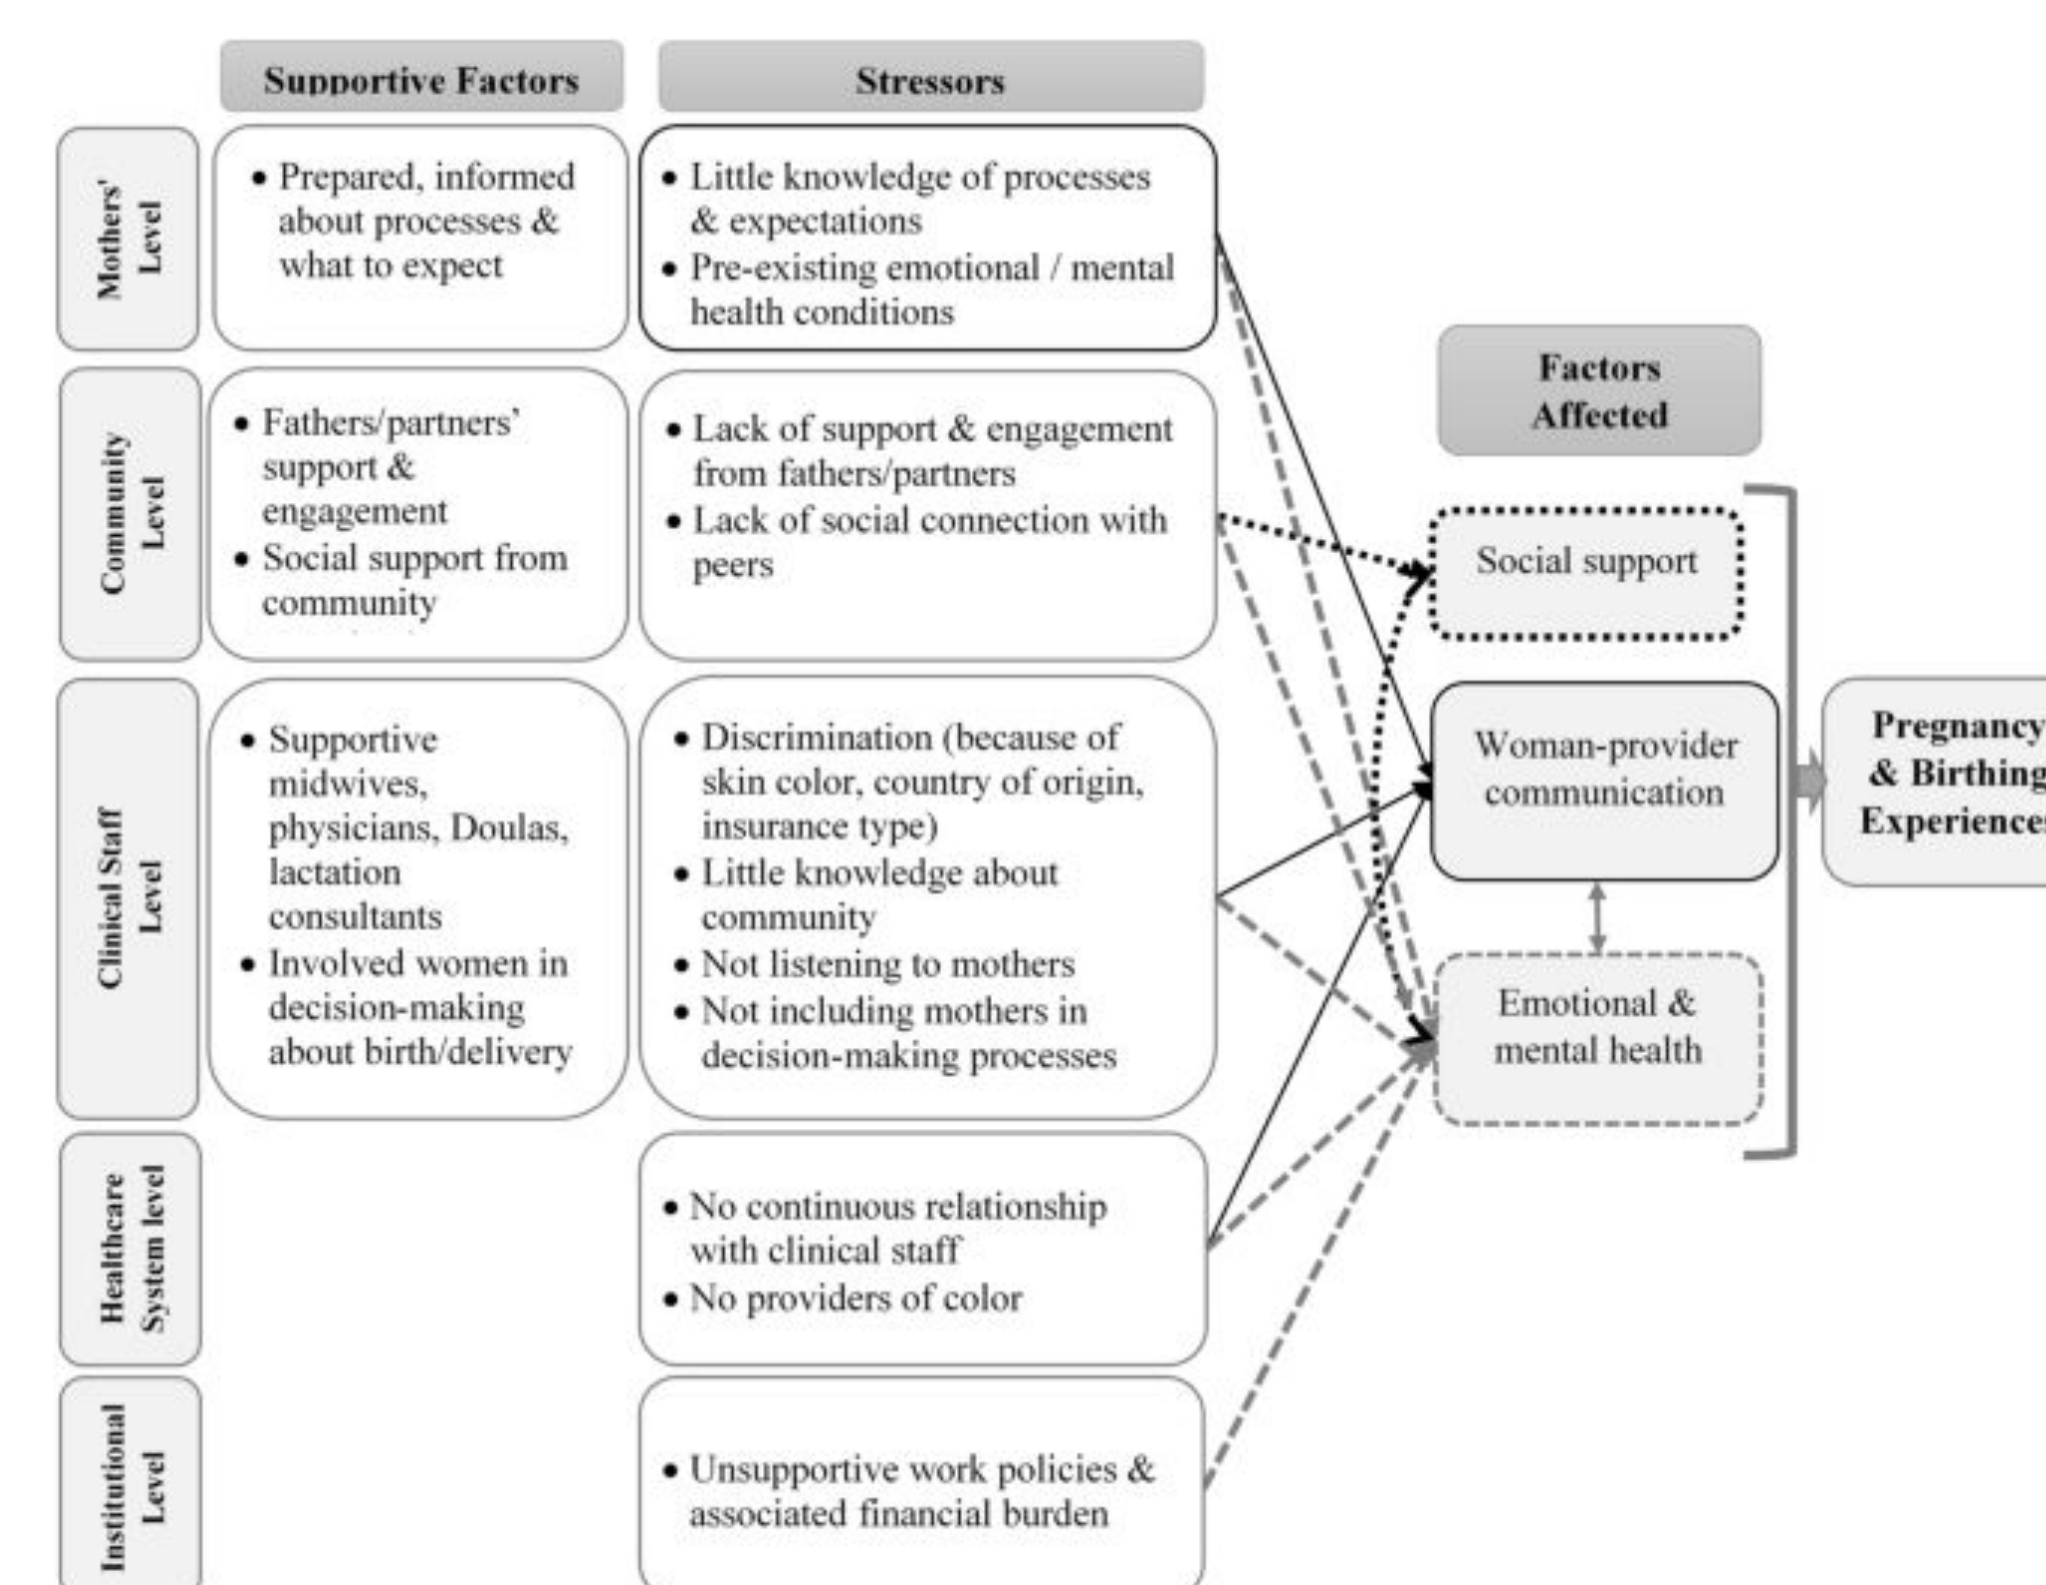 Supportive Factors
Stressors
Mothers'
Level
• Prepared, informed
about processes &
what to expect
• Little knowledge of processes
& expectations
• Pre-existing emotional / mental
health conditions
Community
Level
• Fathers/partners’
support &
engagement
• Social support from
community
• Lack of support & engagement
from fathers/partners
• Lack of social connection with
peers
Clinical Staff
Level
• Supportive
midwives,
physicians, Doulas,
lactation
consultants
• Involved women in
decision-making
about birth/delivery
• Discrimination (because of
skin color, country of origin,
insurance type)
• Little knowledge about
community
• Not listening to mothers
• Not including mothers in
decision-making processes
Healthcare
System level
• No continuous relationship
with clinical staff
• No providers of color
Institutional
Level
• Unsupportive work policies &
associated financial burden
Factors
Affected
Social support
Woman-provider
communication
Emotional &
mental health
Pregnancy
& Birthing
Experiences